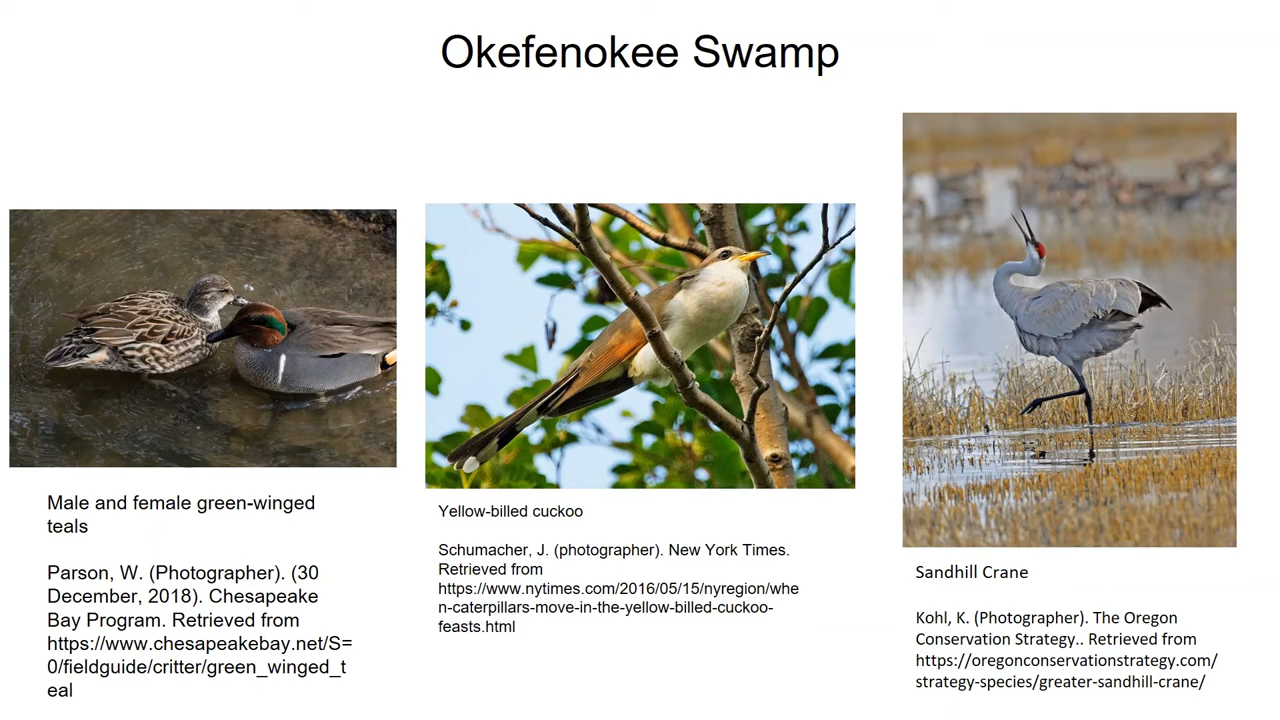 Okefenokee Swamp
Male and female green-winged
teals
Parson, W. (Photographer). (30
December, 2018). Chesapeake
Bay Program. Retrieved from
https://www.chesapeakebay.net/S=
0/fieldguide/critter/green_winged_t
eal
Yellow-billed cuckoo
Schumacher, J. (photographer). New York Times.
Retrieved from
https://www.nytimes.com/2016/05/15/nyregion/whe
n-caterpillars-move-in-the-yellow-billed-cuckoo-
feasts.html
Sandhill Crane
Kohl, K. (Photographer). The Oregon
Conservation Strategy.. Retrieved from
https://oregonconservationstrategy.com/
strategy-species/greater-sandhill-crane/